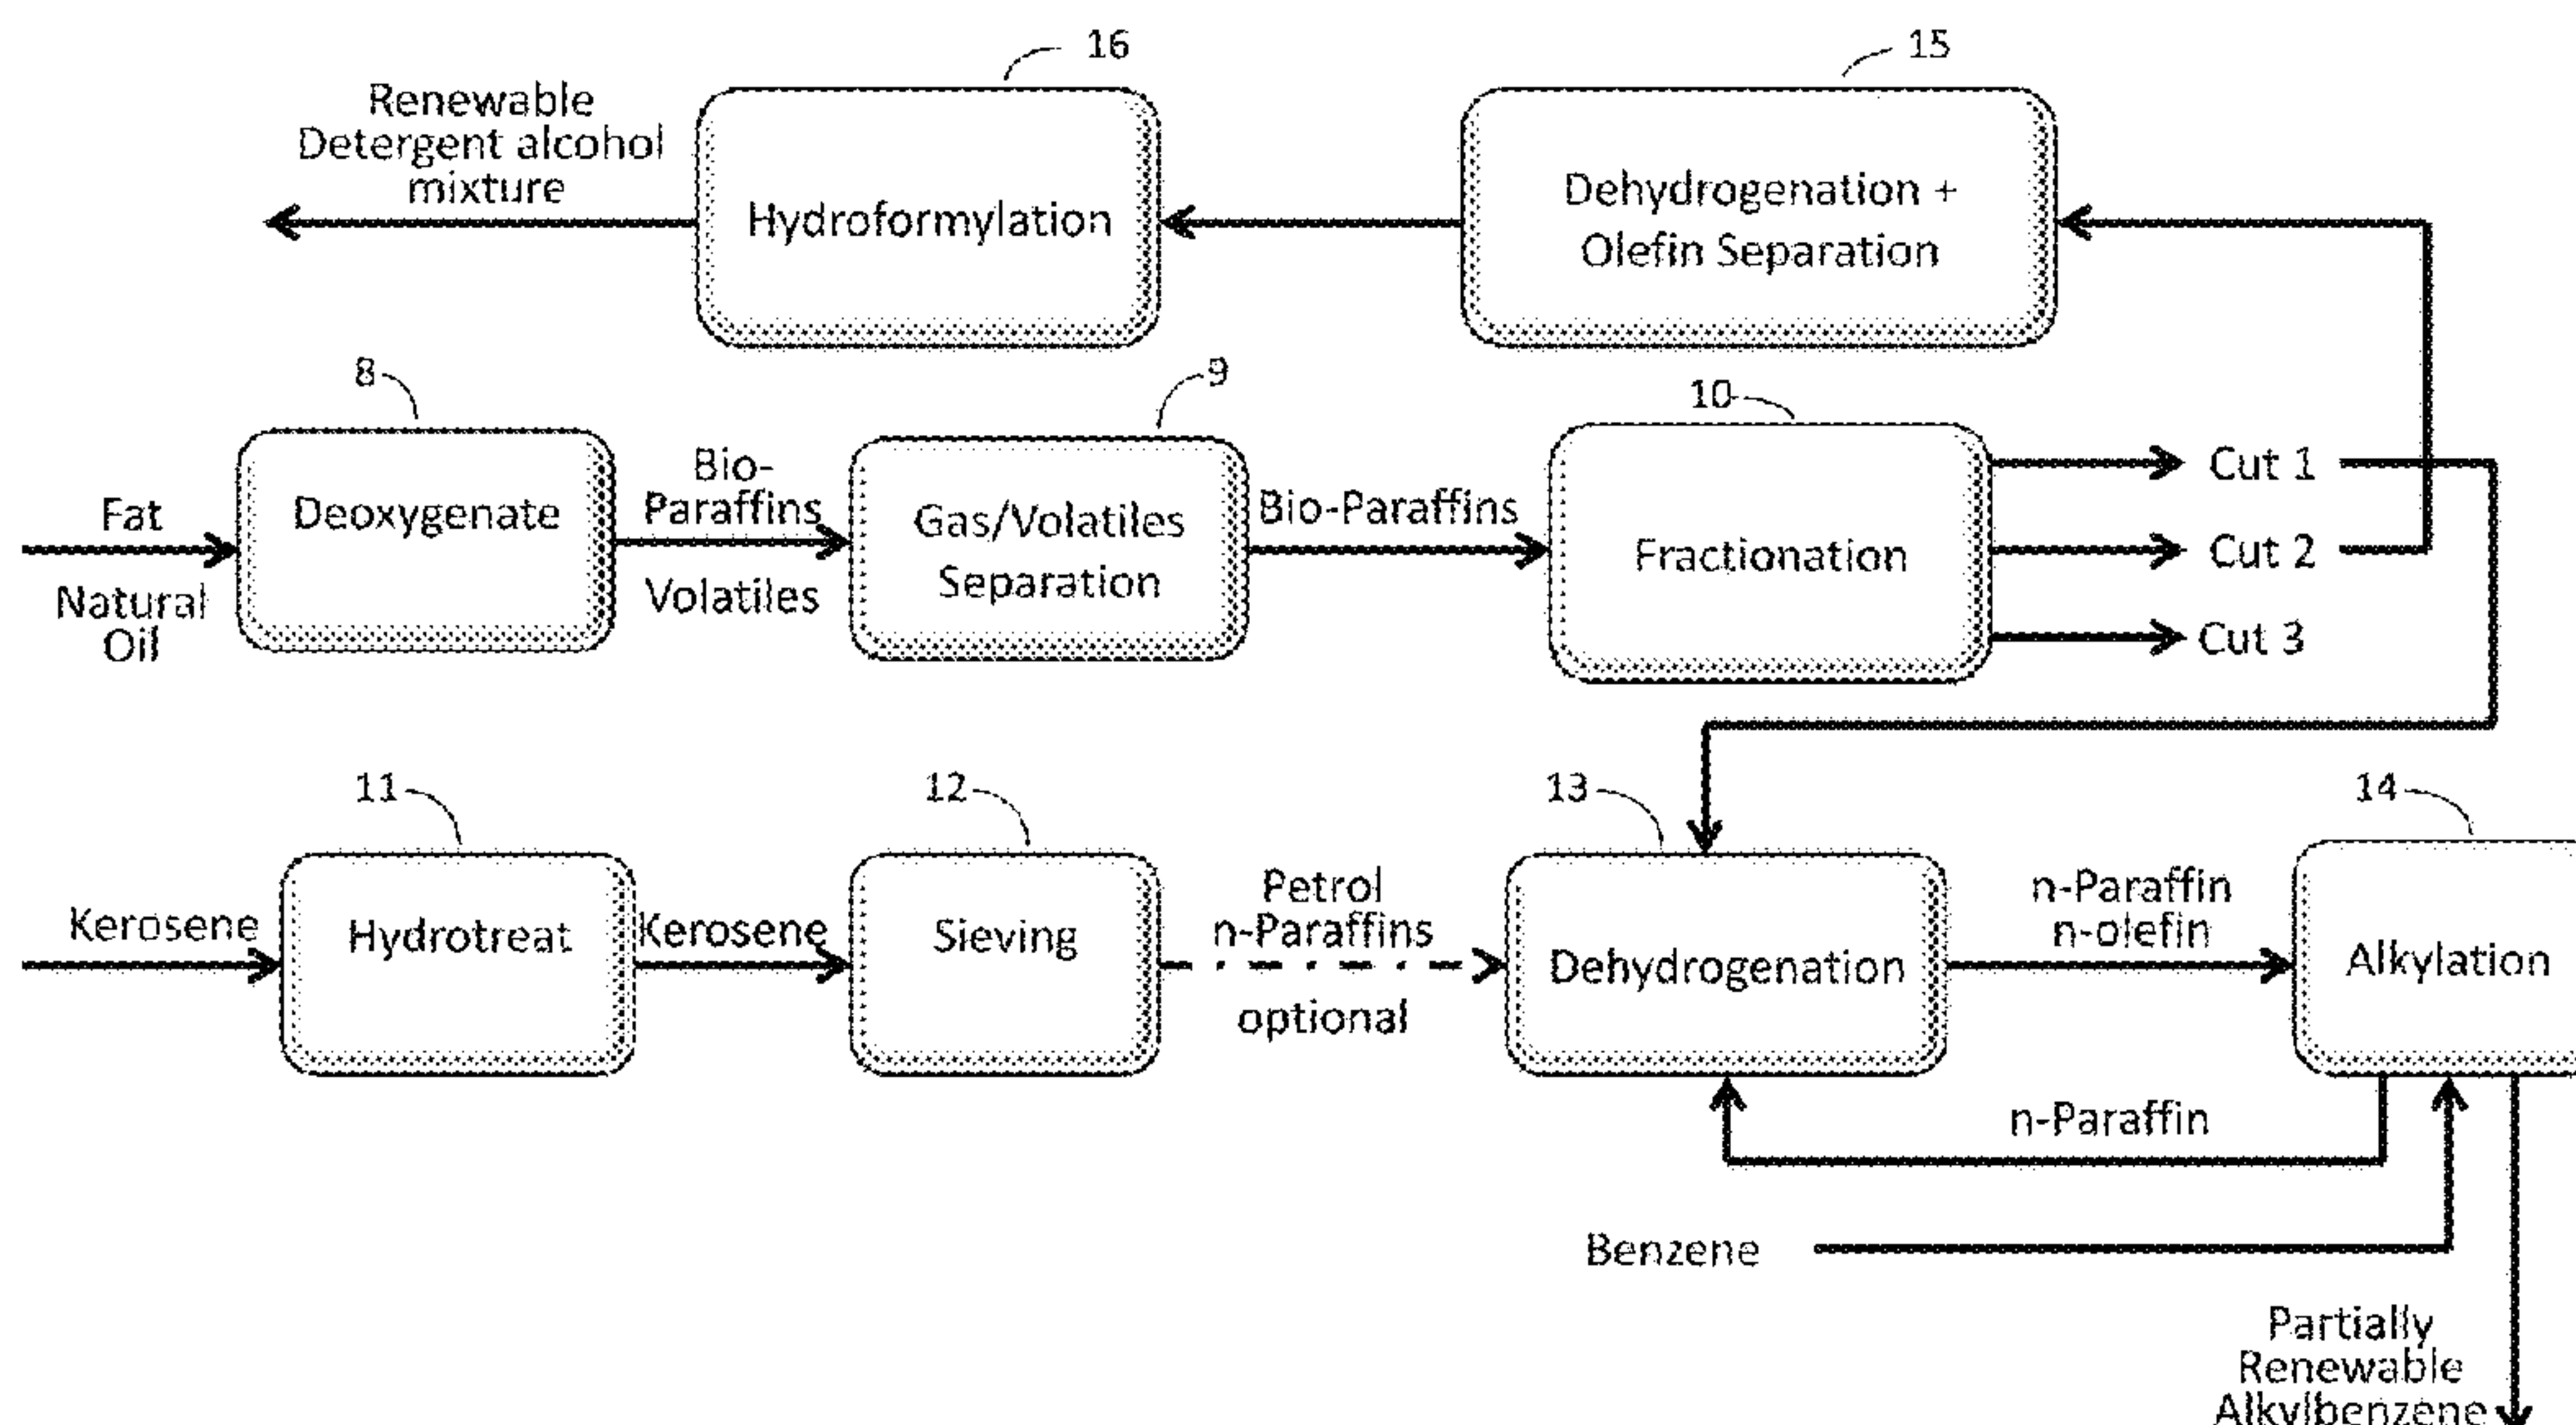 16
15
Renewable
Detergent alcohol
mixture
Hydroformylation
Dehydrogenation +
Olefin Separation
8
9
10
Fat
Natural
Oil
Deoxygenate
Bio-
Paraffins
Volatiles
Gas/Volatiles
Separation
Bio-Paraffins
Fractionation
Cut 1
Cut 2
Cut 3
11
12
13
14
Kerosene
Hydrotreat
Kerosene
Sieving
Petrol
n-Paraffins
optional
Dehydrogenation
n-Paraffin
n-olefin
Alkylation
n-Paraffin
Benzene
Partially
Renewable
Alkylbenzene